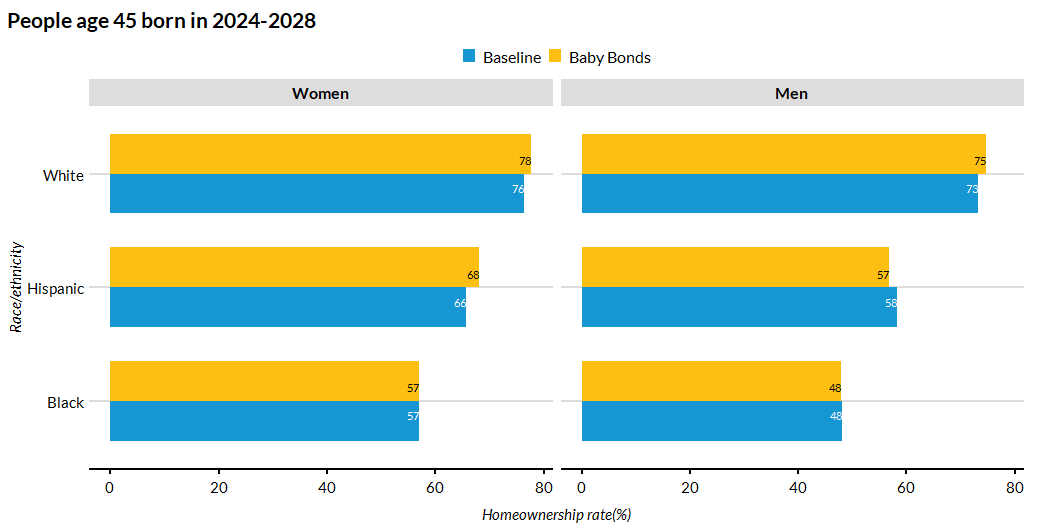 People age 45 born in 2024-2028
Baseline Baby Bonds
Women Men
White 78 75
76 73
Hispanic 68 57
66 58
Black 57 48
57 48
0 20 40 60 80 0 20 40 60 80
Homeownership rate(%)
Race/ethnicity